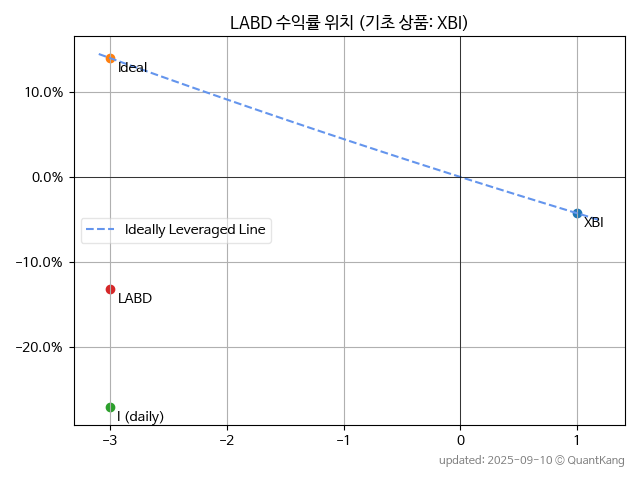 LABD 수익률 위치 (기초 상품: XBI)
10.0%
0.0%
-10.0%
-20.0%
Ideal
XBI
Ideally Leveraged Line
LABD
I (daily)
-3 -2 -1 0 1
updated: 2025-09-10 © QuantKang